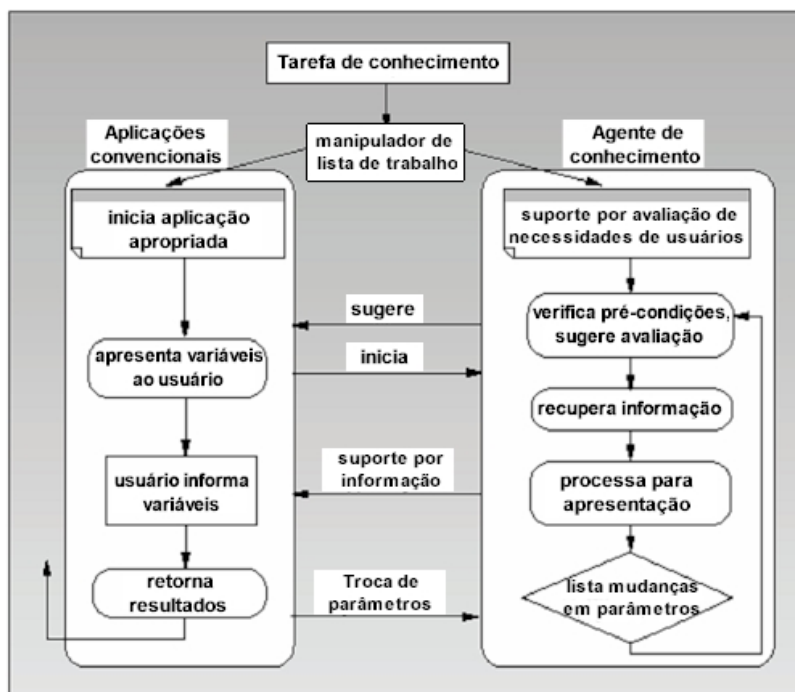 Tarefa de conhecimento
Aplicações
convencionais
manipulador de
lista de trabalho
Agente de
conhecimento
inicia aplicação
apropriada
suporte por avaliação de
necessidades de usuários
sugere
verifica pré-condições,
sugere avaliação
apresenta variáveis
ao usuário
inicia
recupera informação
usuário informa
variáveis
suporte por
informação
processa para
apresentação
retorna
resultados
Troca de
parâmetros
lista mudanças
em parâmetros